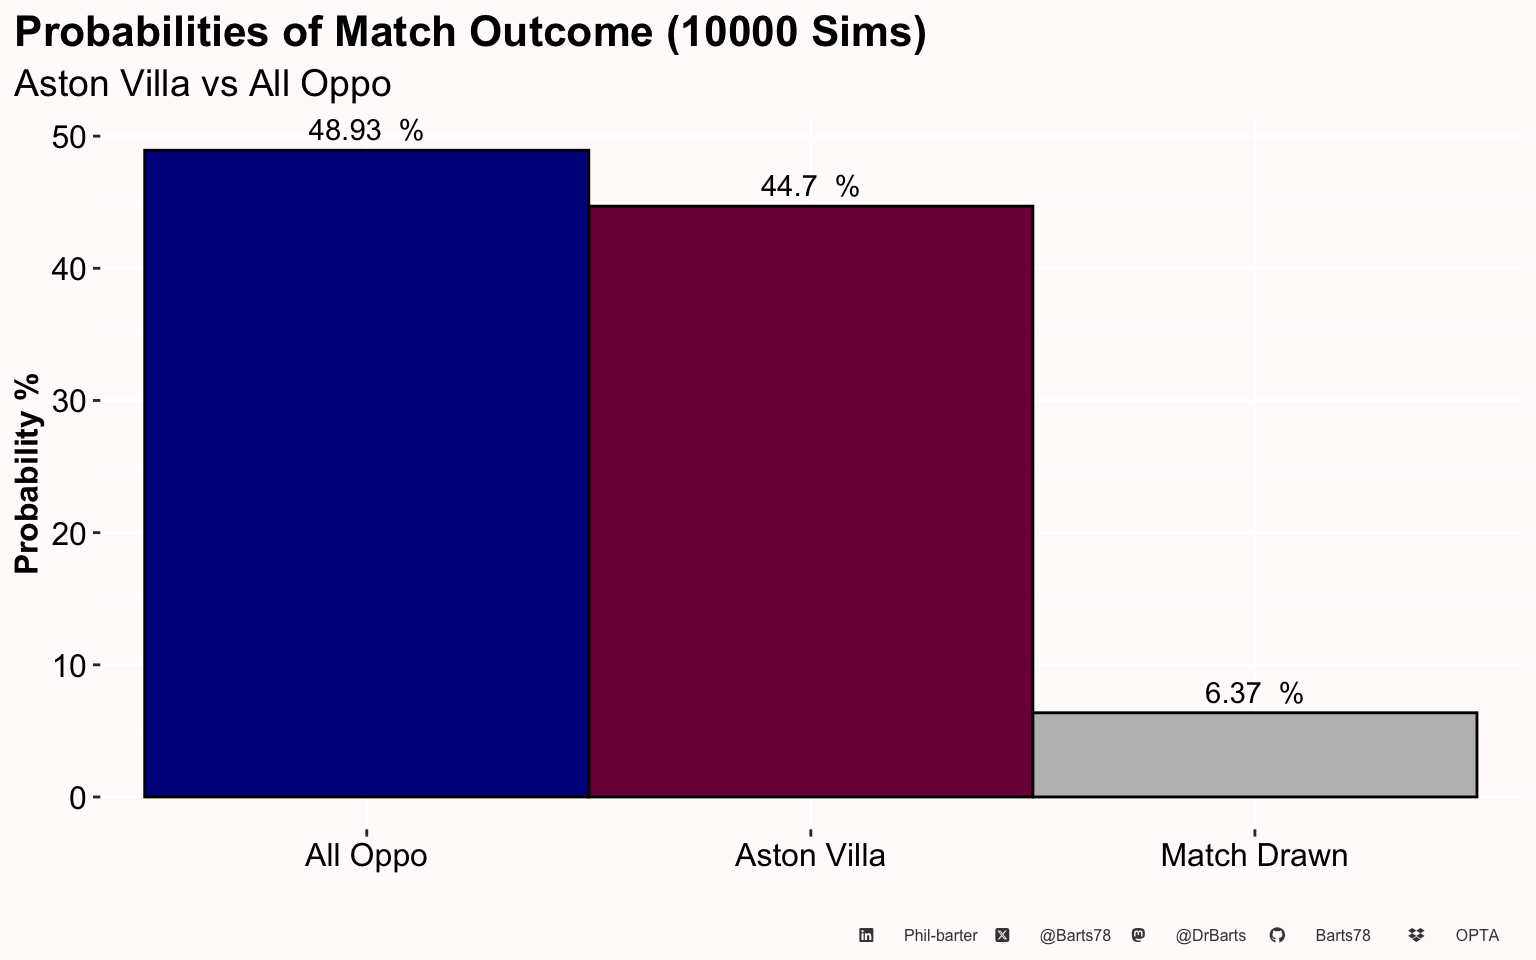 Probabilities of Match Outcome (10000 Sims)
Aston Villa vs All Oppo
Probability %
50
40
30
20
10
0
48.93 %
44.7 %
6.37 %
All Oppo
Aston Villa
Match Drawn
Phil-barter @Barts78 @DrBarts Barts78 OPTA